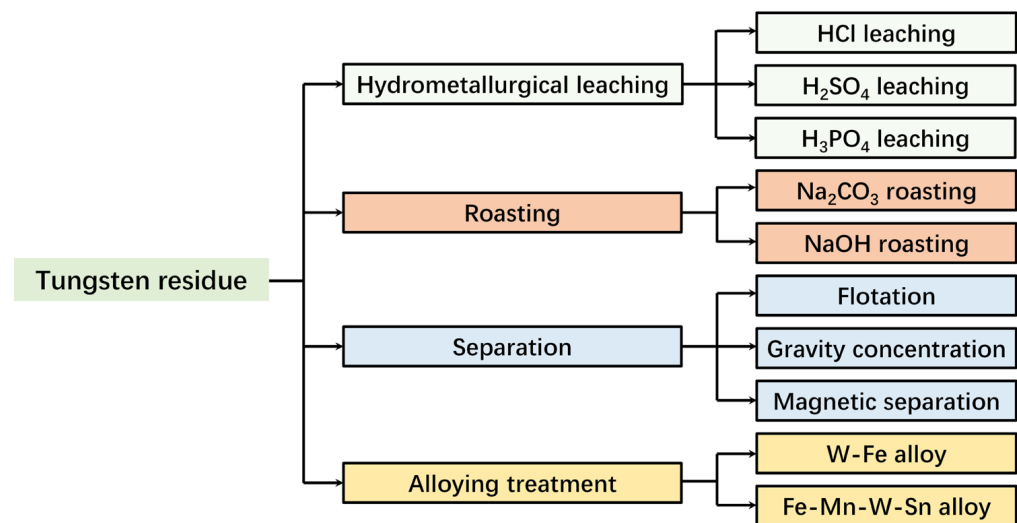 Tungsten residue
Hydrometallurgical leaching
HCl leaching
H₂SO₄ leaching
H₃PO₄ leaching
Roasting
Na₂CO₃ roasting
NaOH roasting
Separation
Flotation
Gravity concentration
Magnetic separation
Alloying treatment
W-Fe alloy
Fe-Mn-W-Sn alloy